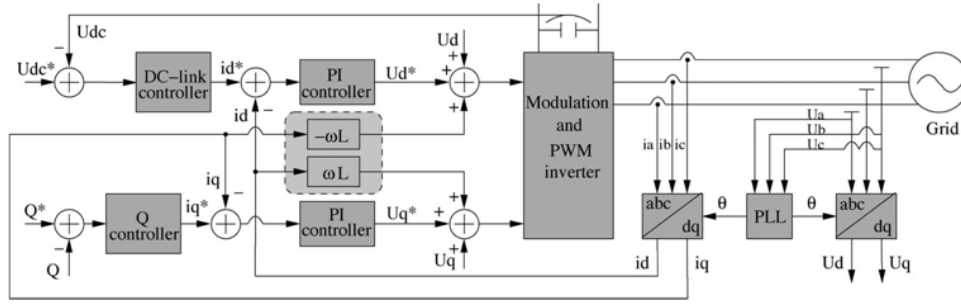 Udc
Ud
Udc*
DC-link
controller
id*
PI
controller
Ud*
id
-ωL
ωL
iq
Q*
Q
controller
iq*
PI
controller
Uq*
Q
Uq
Modulation
and
PWM
inverter
Grid
Ua
Ub
Uc
ia ib ic
abc
dq
θ
PLL
θ
abc
dq
id
iq
Ud
Uq